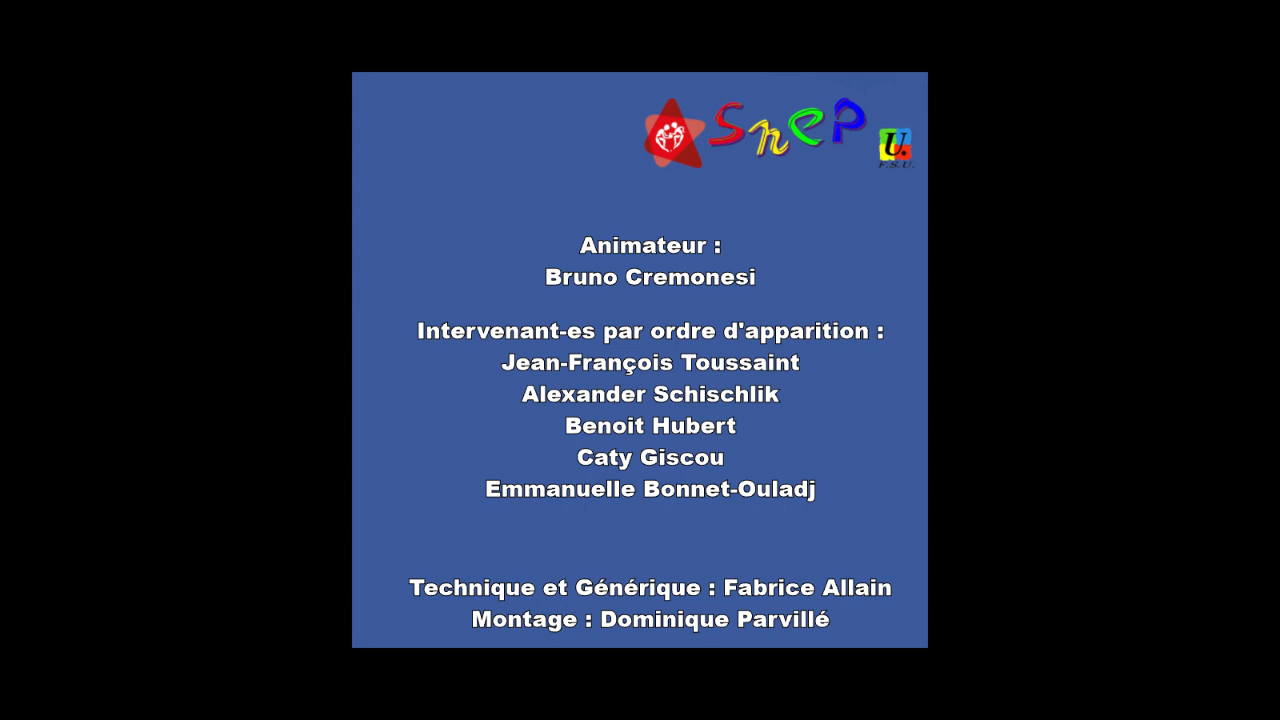 SnEP
U.
F.S.U.
Animateur :
Bruno Cremonesi
Intervenant-es par ordre d'apparition :
Jean-François Toussaint
Alexander Schischlik
Benoit Hubert
Caty Giscou
Emmanuelle Bonnet-Ouladj
Technique et Générique : Fabrice Allain
Montage : Dominique Parvillé